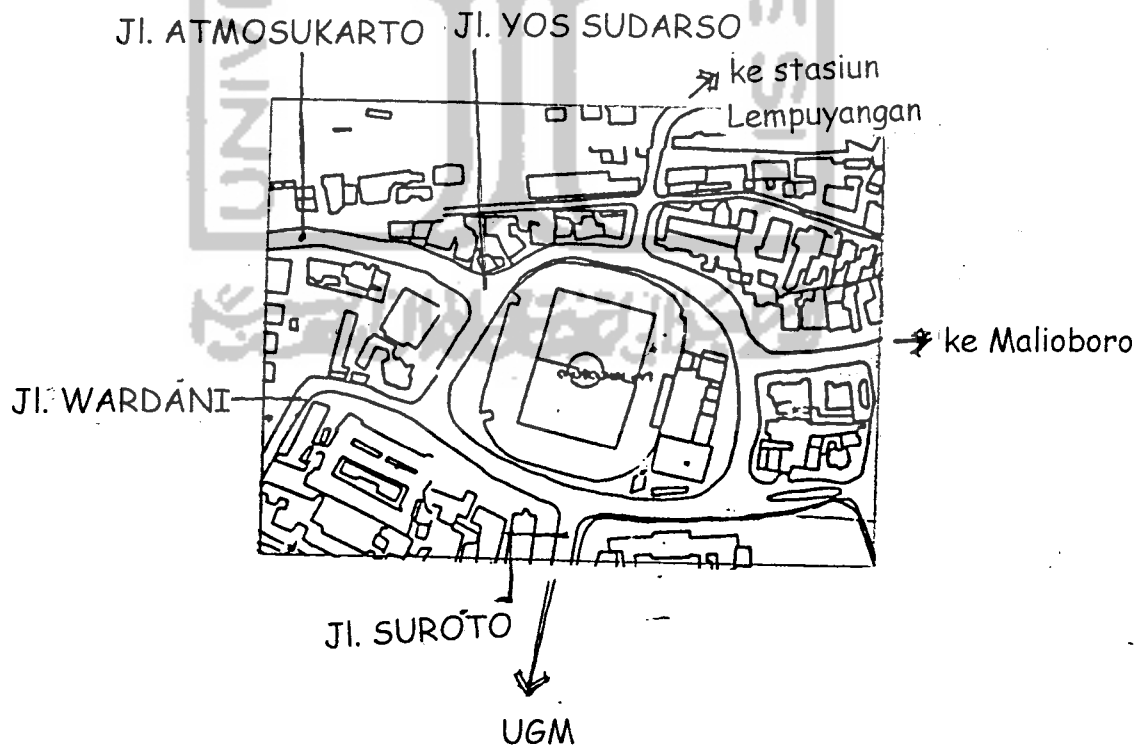 Jl. ATMOSUKARTO
Jl. YOS SUDARSO
ke stasiun
Lempuyangan
ke Malioboro
Jl. WARDANI
Jl. SUROTO
UGM